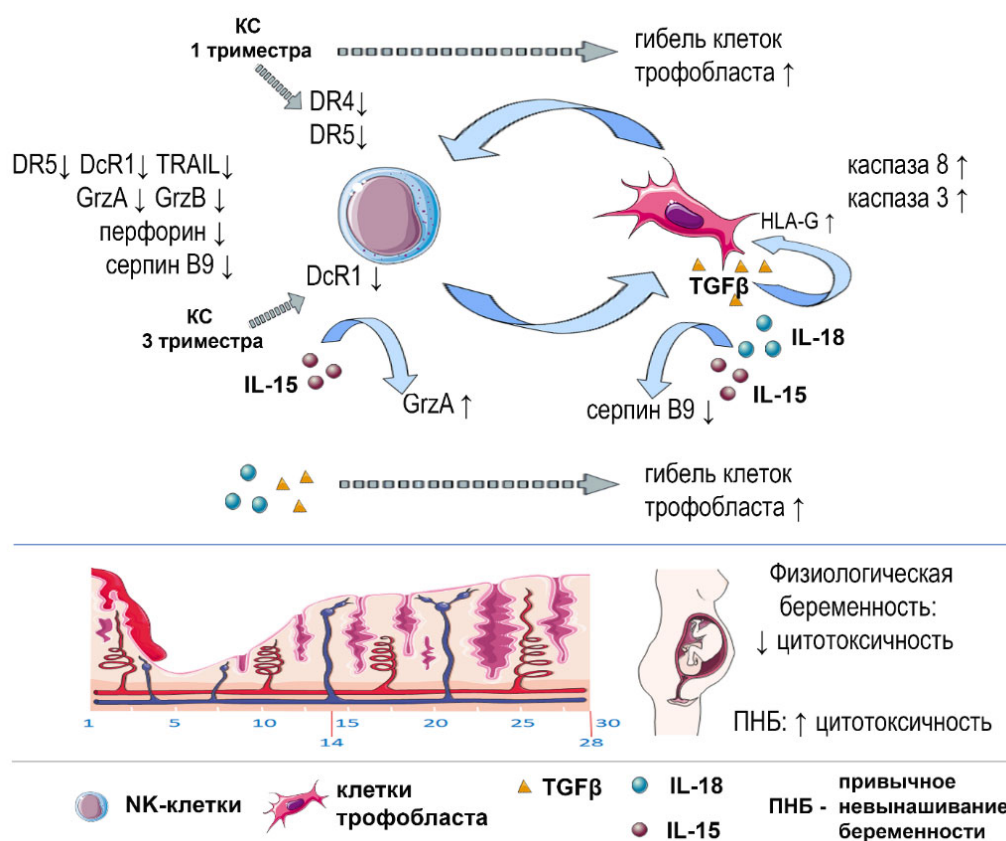 КС
1 триместра
гибель клеток
трофобласта ↑
DR4↓
DR5↓
DR5↓ DcR1↓ TRAIL↓
GrzA ↓ GrzB ↓
перфорин ↓
серпин B9 ↓
каспаза 8 ↑
каспаза 3 ↑
HLA-G ↑
DcR1 ↓
TGFβ
КС
3 триместра
IL-18
IL-15
IL-15
GrzA ↑
серпин B9 ↓
гибель клеток
трофобласта ↑
Физиологическая
беременность:
↓ цитотоксичность
ПНБ: ↑ цитотоксичность
1 5 10 15 20 25 30
14 28
NK-клетки
клетки
трофобласта
TGFβ
IL-18
IL-15
ПНБ - привычное
невынашивание
беременности